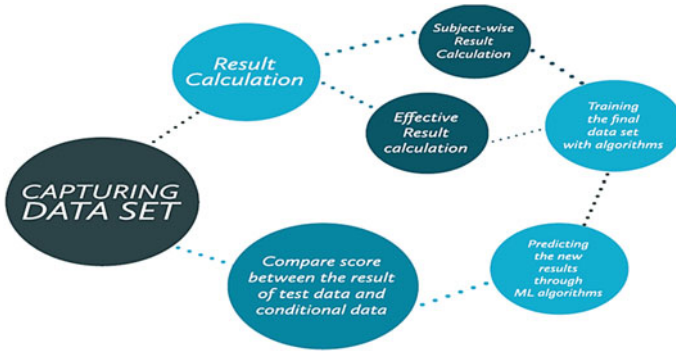 CAPTURING
DATA SET
Result
Calculation
Subject-wise
Result
Calculation
Effective
Result
calculation
Training
the final
data set
with algorithms
Predicting
the new
results
through
ML algorithms
Compare score
between the result
of test data and
conditional data